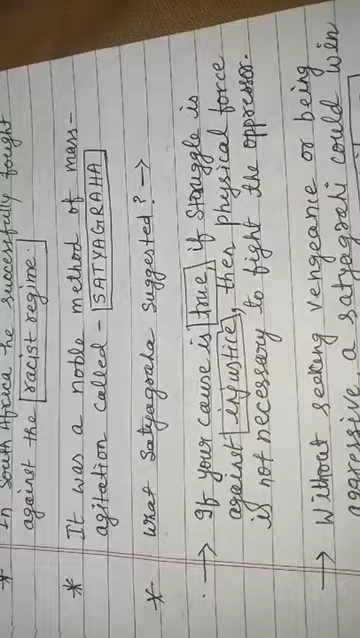 * In South Africa he successfully fought
against the racist regime.
* It was a noble method of mass-
agitation called - SATYAGRAHA
* What Satyagraha suggested? →
→ If your cause is true, if struggle is
against injustice, then physical force
is not necessary to fight the oppressor.
→ Without seeking vengeance or being
aggressive a satyagrahi could win